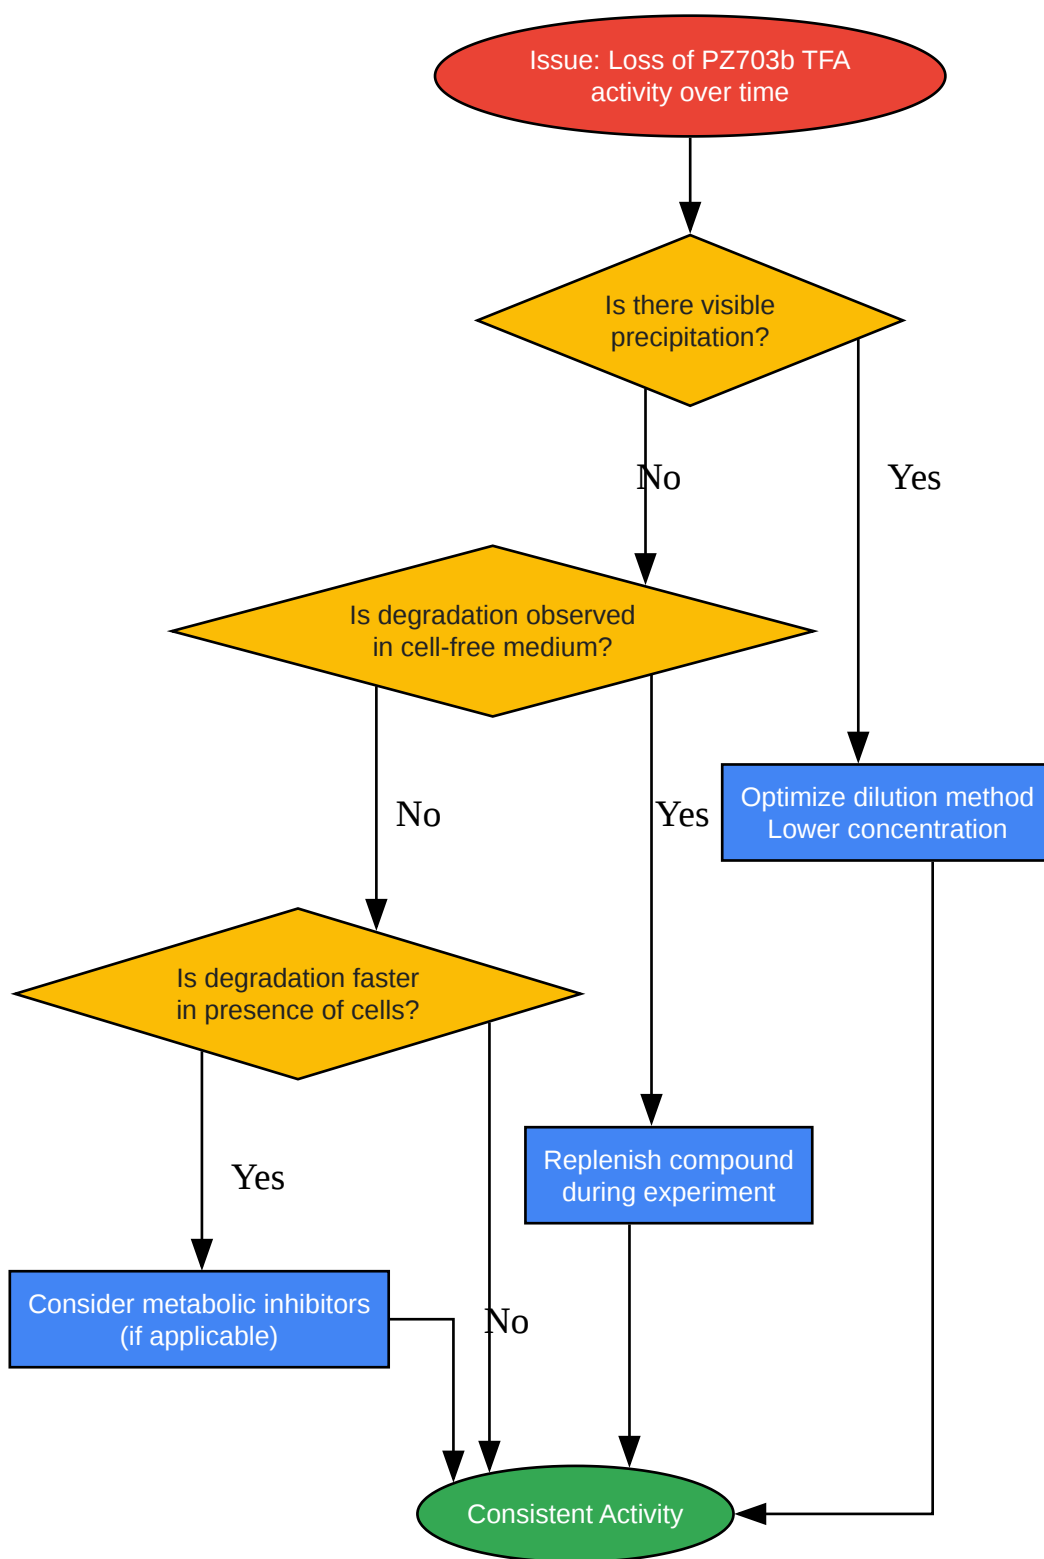 Issue: Loss of PZ703b TFA
activity over time
Is there visible
precipitation?
No
Yes
Is degradation observed
in cell-free medium?
Optimize dilution method
Lower concentration
No
Yes
Is degradation faster
in presence of cells?
Replenish compound
during experiment
Yes
Consider metabolic inhibitors
(if applicable)
No
Consistent Activity